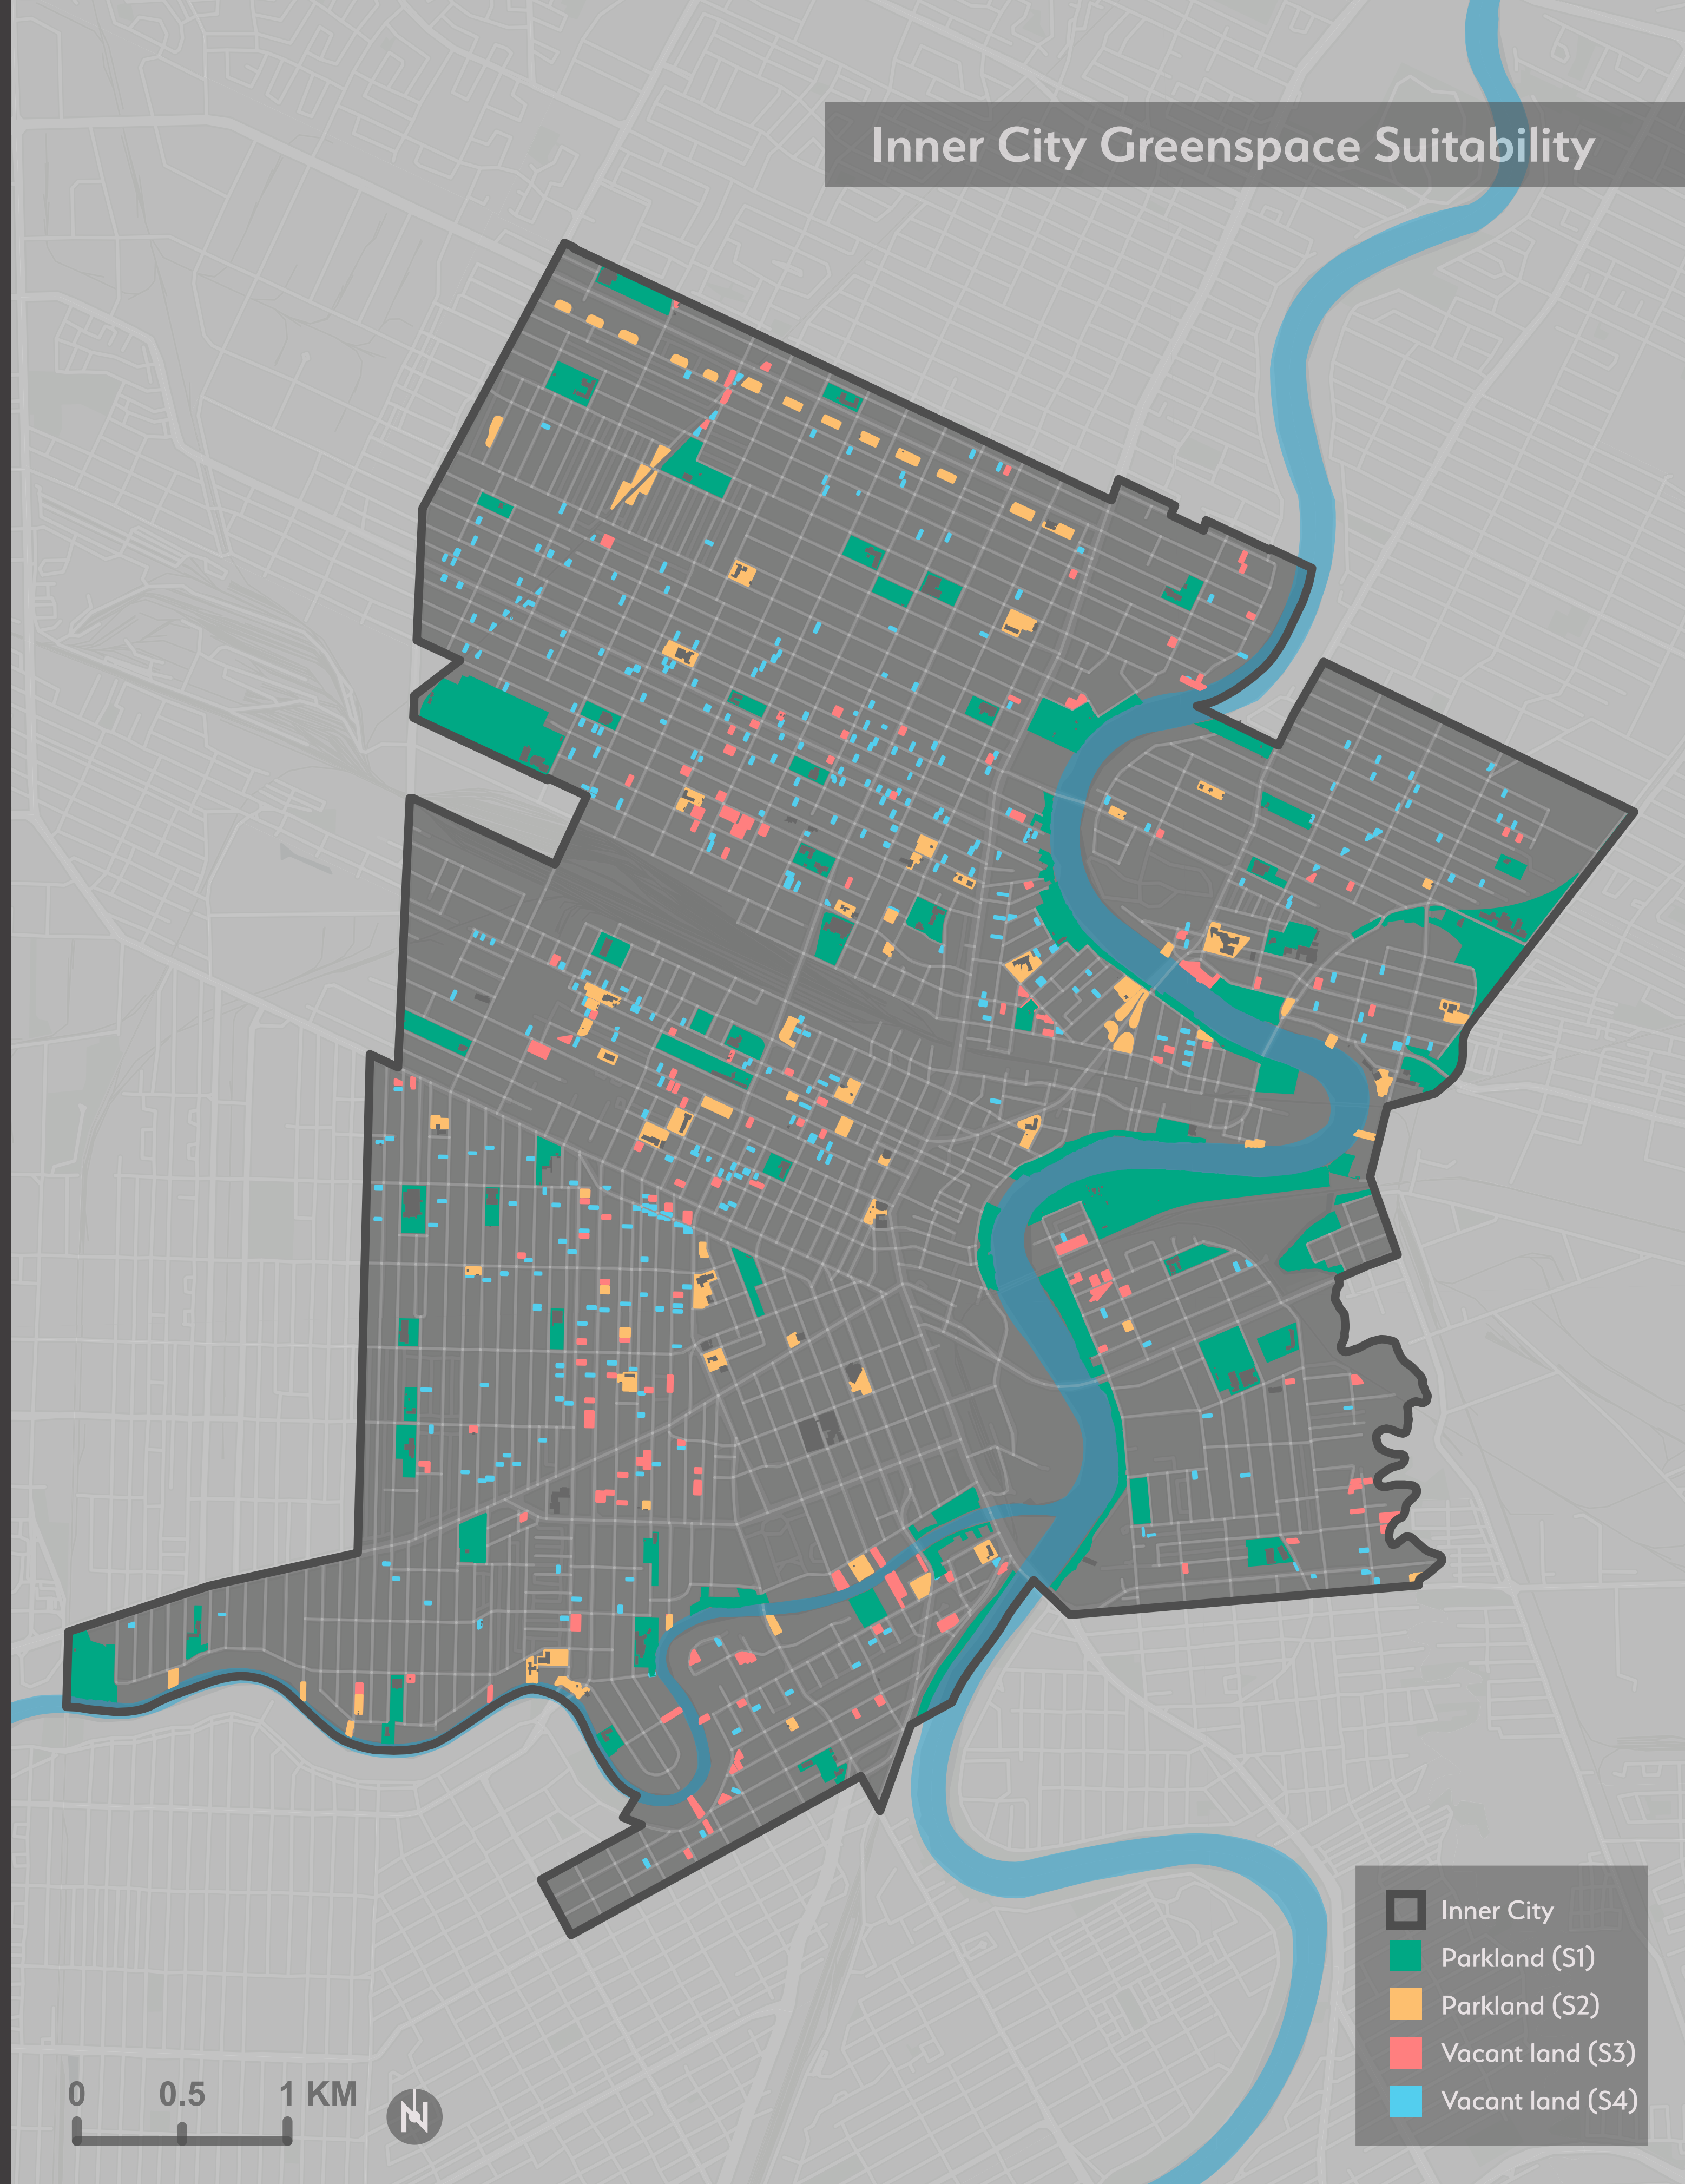 Inner City Greenspace Suitability
Inner City
Parkland (S1)
Parkland (S2)
Vacant land (S3)
Vacant land (S4)
0 0.5 1 KM
N